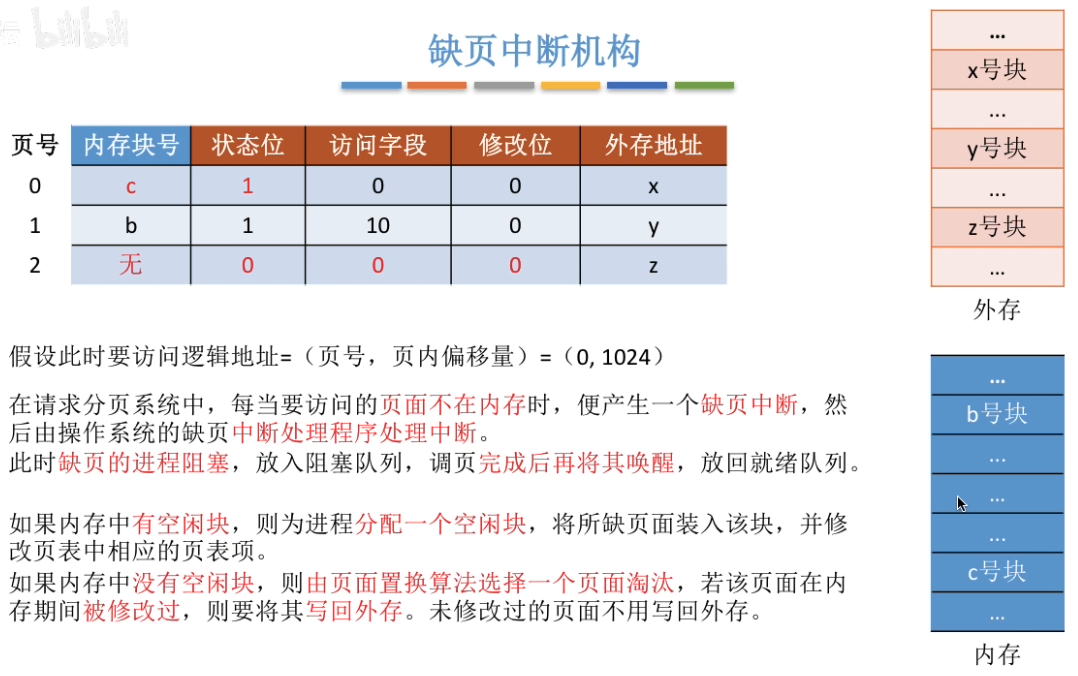 bilibili
缺页中断机构
页号 内存块号 状态位 访问字段 修改位 外存地址
0 c 1 0 0 x
1 b 1 10 0 y
2 无 0 0 0 z
假设此时要访问逻辑地址=（页号，页内偏移量）=（0, 1024）
在请求分页系统中，每当要访问的页面不在内存时，便产生一个缺页中断，然
后由操作系统的缺页中断处理程序处理中断。
此时缺页的进程阻塞，放入阻塞队列，调页完成后再将其唤醒，放回就绪队列。
如果内存中有空闲块，则为进程分配一个空闲块，将所缺页面装入该块，并修
改页表中相应的页表项。
如果内存中没有空闲块，则由页面置换算法选择一个页面淘汰，若该页面在内
存期间被修改过，则要将其写回外存。未修改过的页面不用写回外存。
...
x号块
...
y号块
...
z号块
...
外存
...
b号块
...
...
...
c号块
...
内存